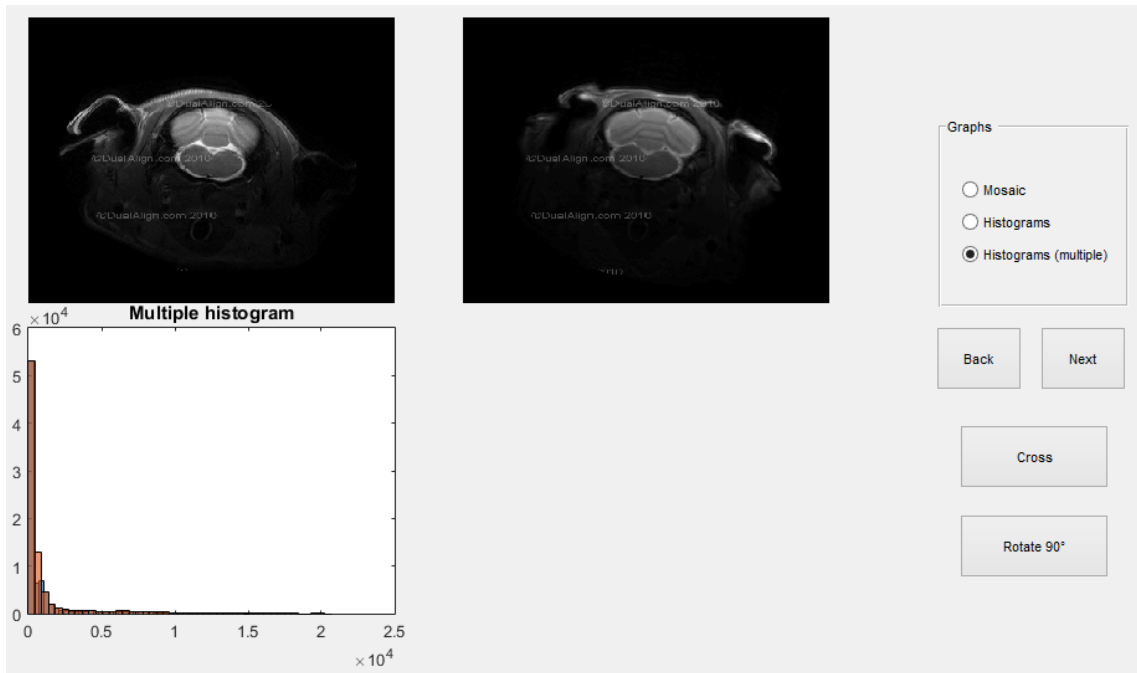 ©DualAlign.com 20
©DualAlign.com 2010
©DualAlign.com 2010
©DualAlign.com 2010
©DualAlign.com 2010
©DualAlign.com 2010
Graphs
Mosaic
Histograms
Histograms (multiple)
Back
Next
Cross
Rotate 90°
Multiple histogram
×10⁴
6
5
4
3
2
1
0
0
0.5
1
1.5
2
2.5
×10⁴